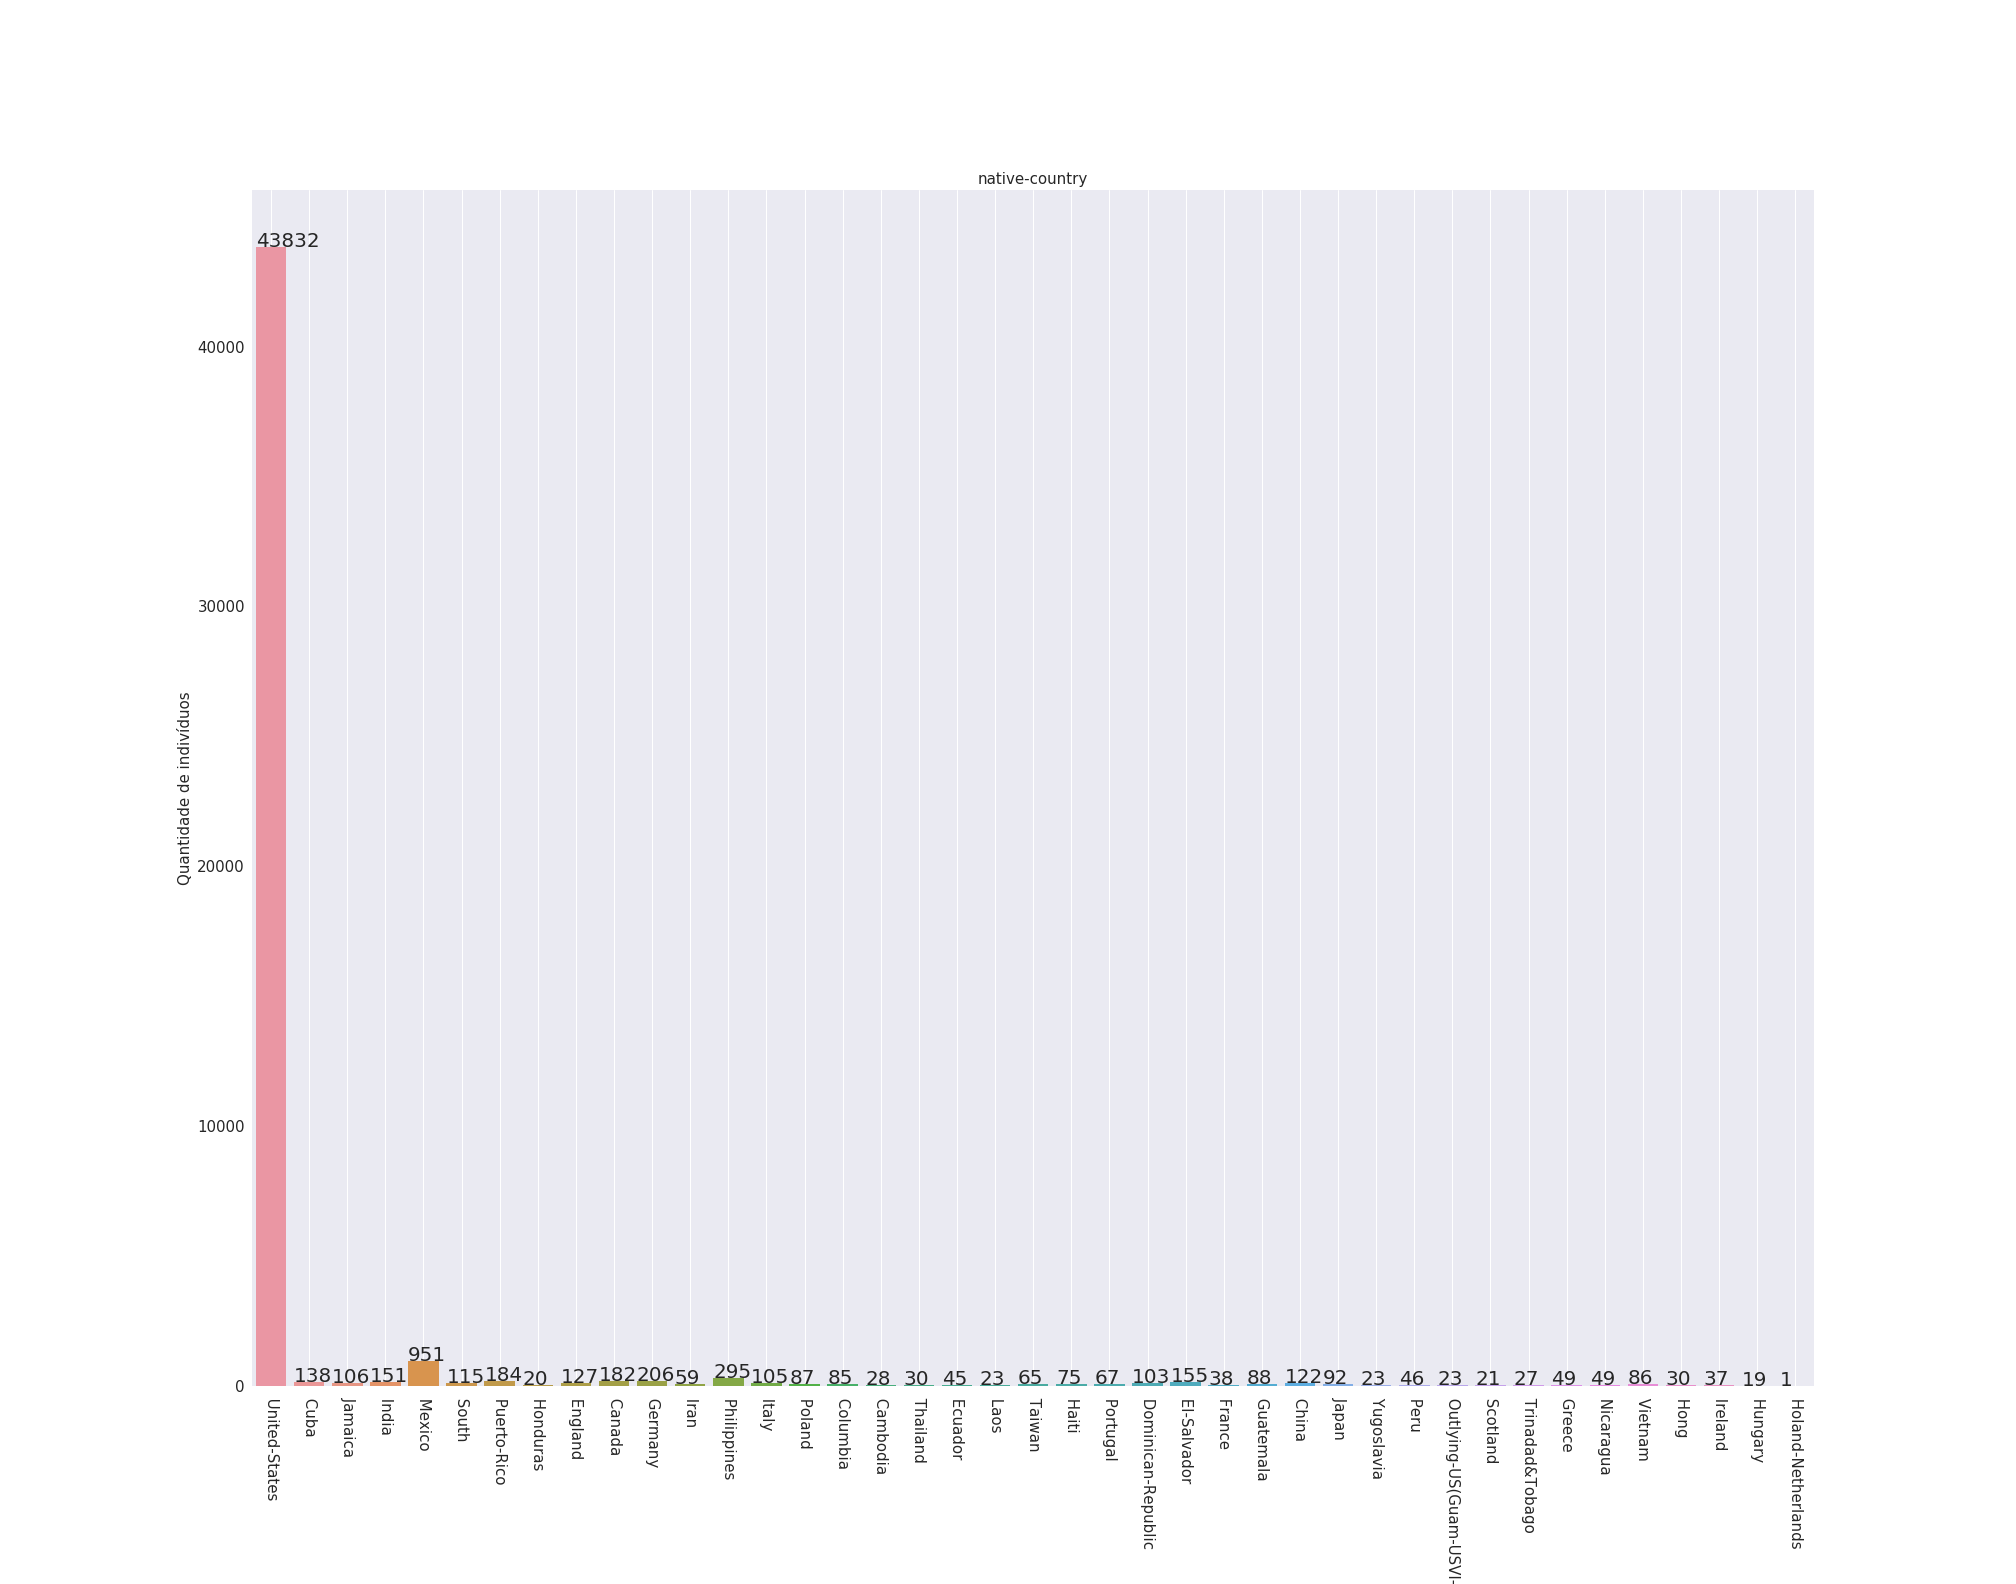 native-country
43832
40000
30000
20000
10000
0
Quantidade de indivíduos
138 106 151 951 115 184 20 127 182 206 59 295 105 87 85 28 30 45 23 65 75 67 103 155 38 88 122 92 23 46 23 21 27 49 49 86 30 37 19 1
United-States
Cuba
Jamaica
India
Mexico
South
Puerto-Rico
Honduras
England
Canada
Germany
Iran
Philippines
Italy
Poland
Columbia
Cambodia
Thailand
Ecuador
Laos
Taiwan
Haiti
Portugal
Dominican-Republic
El-Salvador
France
Guatemala
China
Japan
Yugoslavia
Peru
Outlying-US(Guam-USVI-
Scotland
Trinadad&Tobago
Greece
Nicaragua
Vietnam
Hong
Ireland
Hungary
Holand-Netherlands